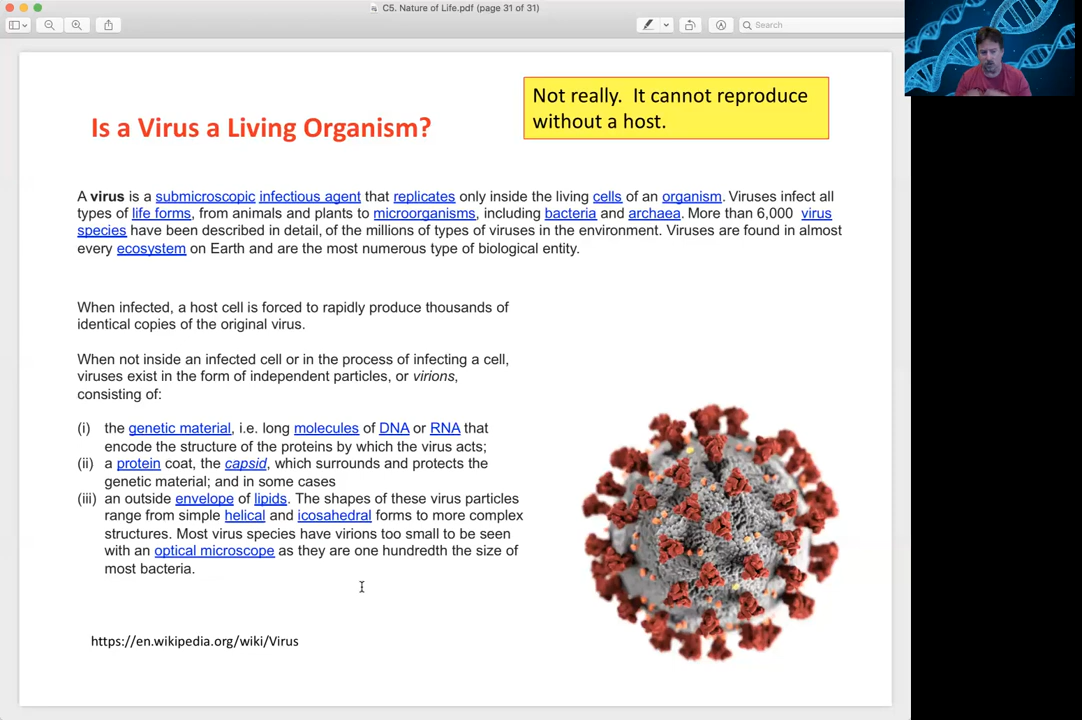 C5. Nature of Life.pdf (page 31 of 31)
Search
Not really. It cannot reproduce
without a host.
Is a Virus a Living Organism?
A virus is a submicroscopic infectious agent that replicates only inside the living cells of an organism. Viruses infect all
types of life forms, from animals and plants to microorganisms, including bacteria and archaea. More than 6,000 virus
species have been described in detail, of the millions of types of viruses in the environment. Viruses are found in almost
every ecosystem on Earth and are the most numerous type of biological entity.
When infected, a host cell is forced to rapidly produce thousands of
identical copies of the original virus.
When not inside an infected cell or in the process of infecting a cell,
viruses exist in the form of independent particles, or virions,
consisting of:
(i) the genetic material, i.e. long molecules of DNA or RNA that
encode the structure of the proteins by which the virus acts;
(ii) a protein coat, the capsid, which surrounds and protects the
genetic material; and in some cases
(iii) an outside envelope of lipids. The shapes of these virus particles
range from simple helical and icosahedral forms to more complex
structures. Most virus species have virions too small to be seen
with an optical microscope as they are one hundredth the size of
most bacteria.
https://en.wikipedia.org/wiki/Virus